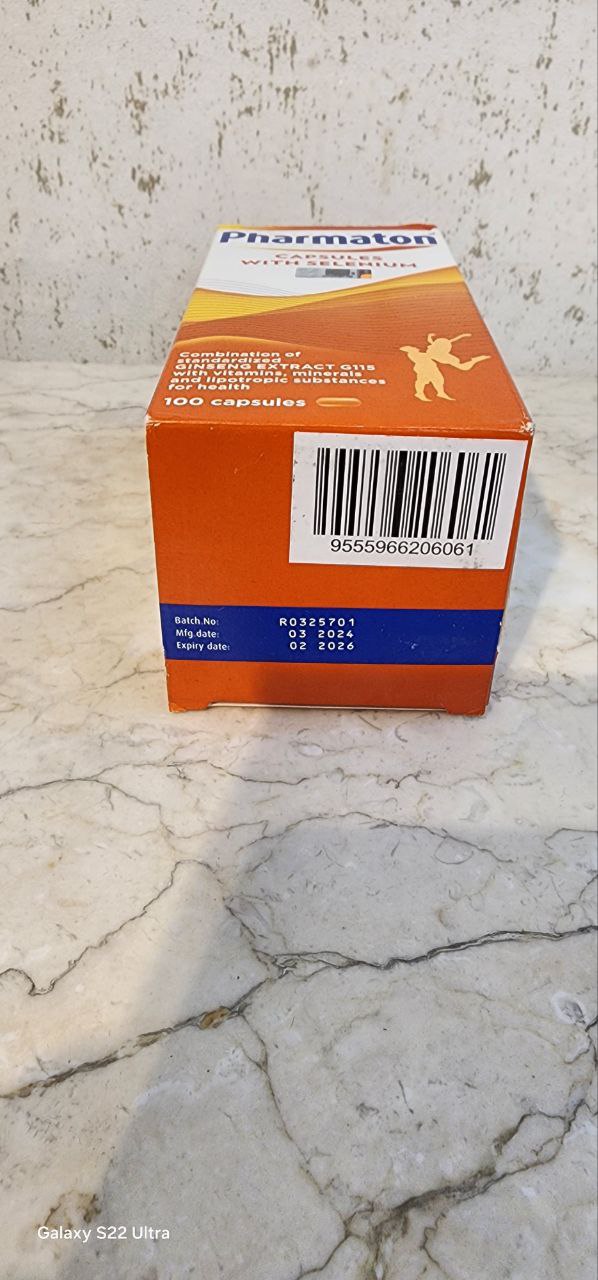 Pharmaton
CAPSULES
WITH SELENIUM
Combination of
standardized
GINSENG EXTRACT G115
with vitamins, minerals
and lipotropic substances
for health
100 capsules
9555966206061
Batch.No: R0325701
Mfg.date: 03 2024
Expiry date: 02 2026
Galaxy S22 Ultra